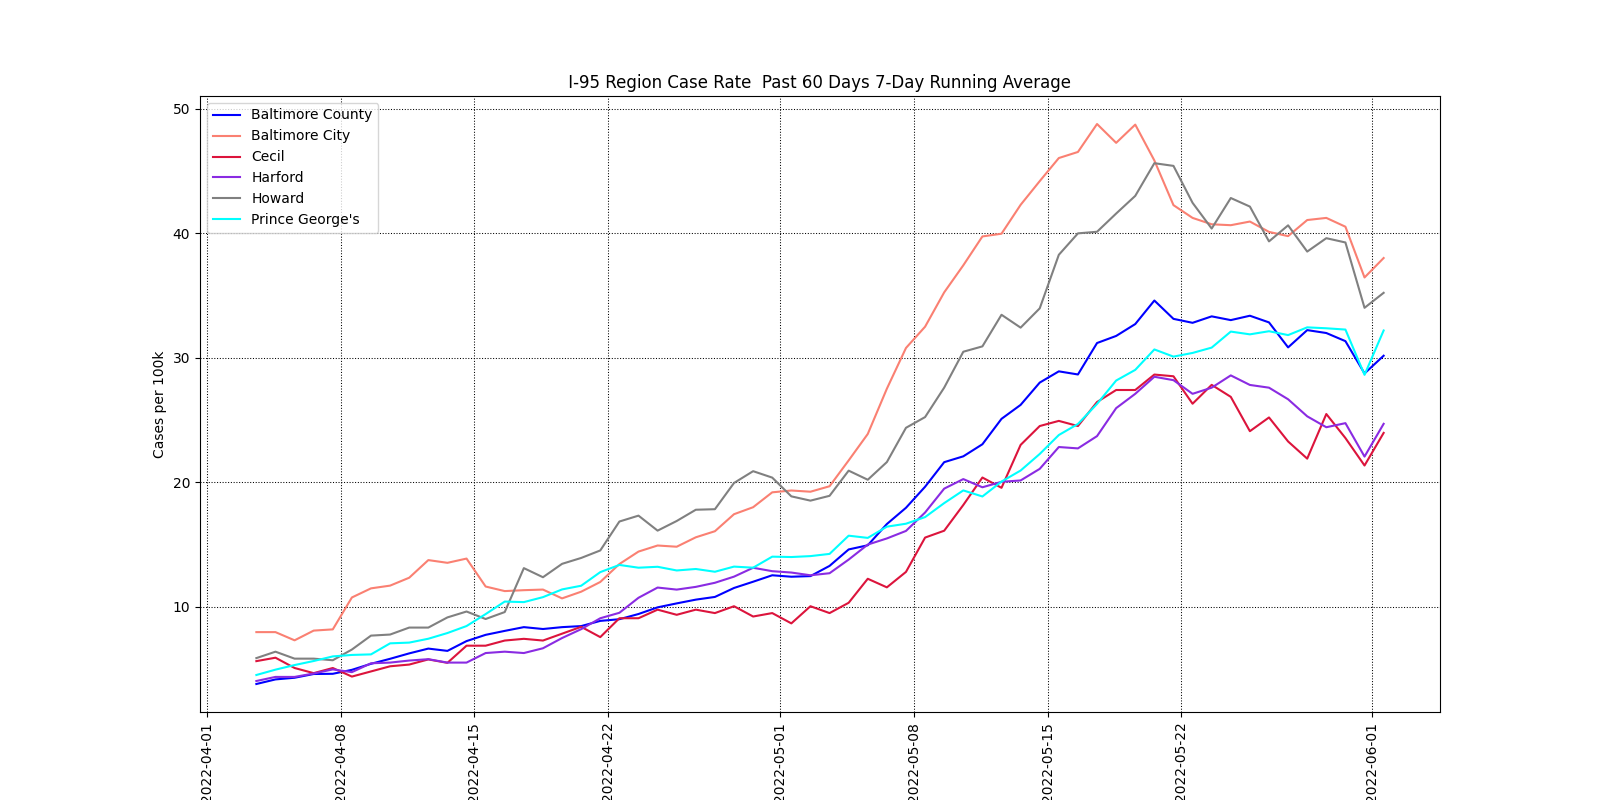 I-95 Region Case Rate  Past 60 Days 7-Day Running Average
Baltimore County
Baltimore City
Cecil
Harford
Howard
Prince George's
Cases per 100k
50
40
30
20
10
2022-04-01
2022-04-08
2022-04-15
2022-04-22
2022-05-01
2022-05-08
2022-05-15
2022-05-22
2022-06-01